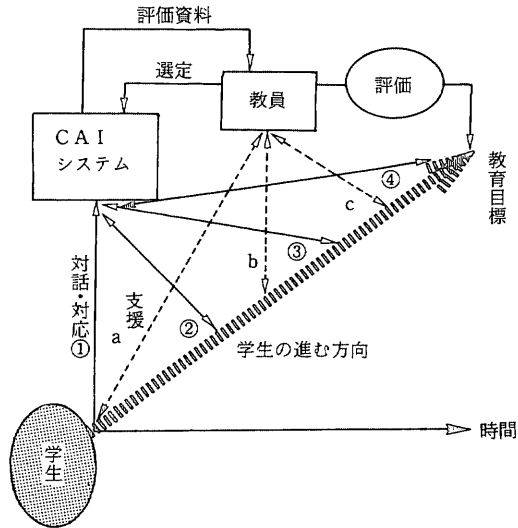 評価資料
選定
教員
評価
ＣＡＩ
システム
教育目標
④
c
③
b
対話・対応①
支援
a
②
学生の進む方向
時間
学生